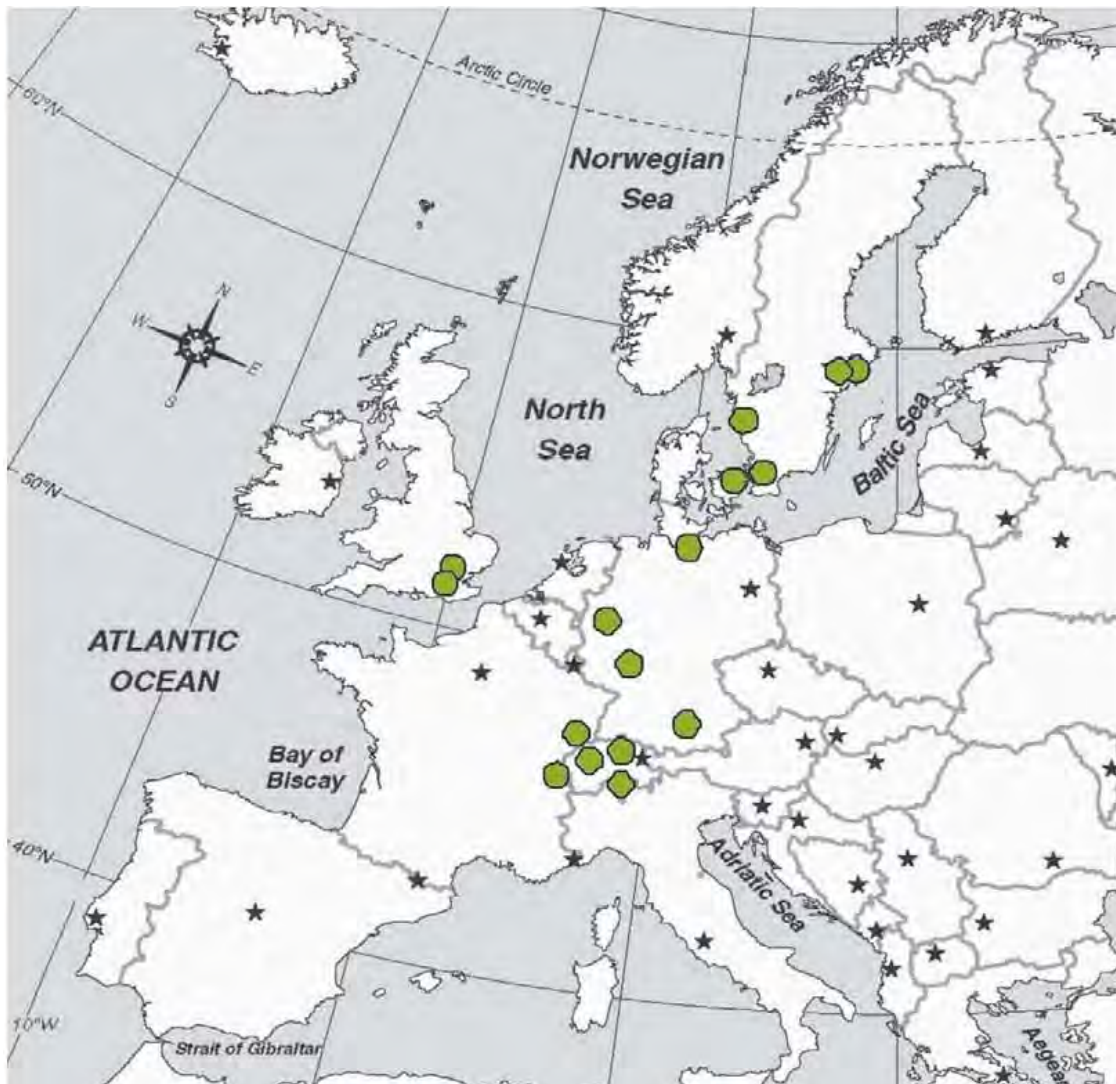 Arctic Circle
60°N
Norwegian
Sea
N
W
E
S
North
Sea
Baltic Sea
50°N
ATLANTIC
OCEAN
Bay of
Biscay
40°N
Adriatic Sea
10°W
Strait of Gibraltar
Aegea